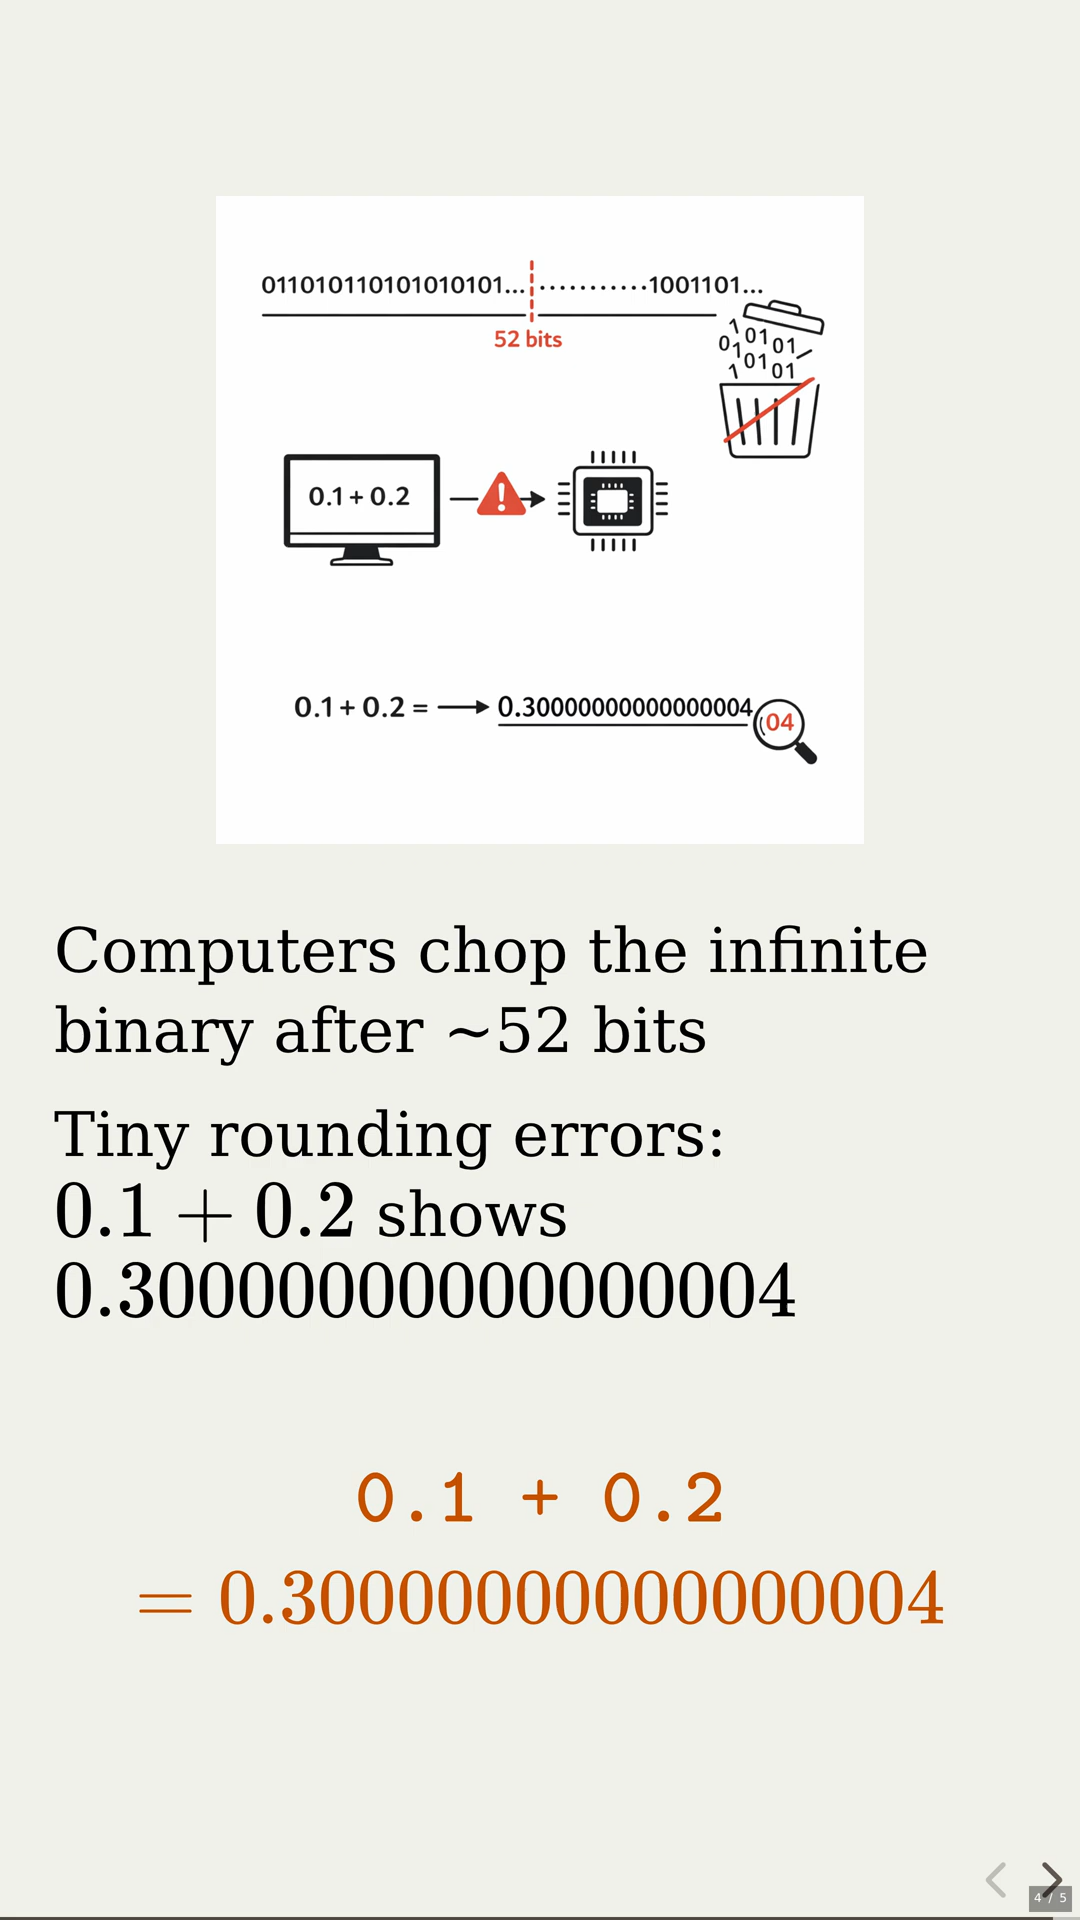 011010110101010101...
...........1001101...
52 bits
1
0 1 01 01
1 01 01
0.1 + 0.2
0.1 + 0.2 = 0.30000000000000004
04
Computers chop the infinite
binary after ~52 bits
Tiny rounding errors:
0.1 + 0.2 shows
0.30000000000000004
0.1 + 0.2
= 0.30000000000000004
4 / 5